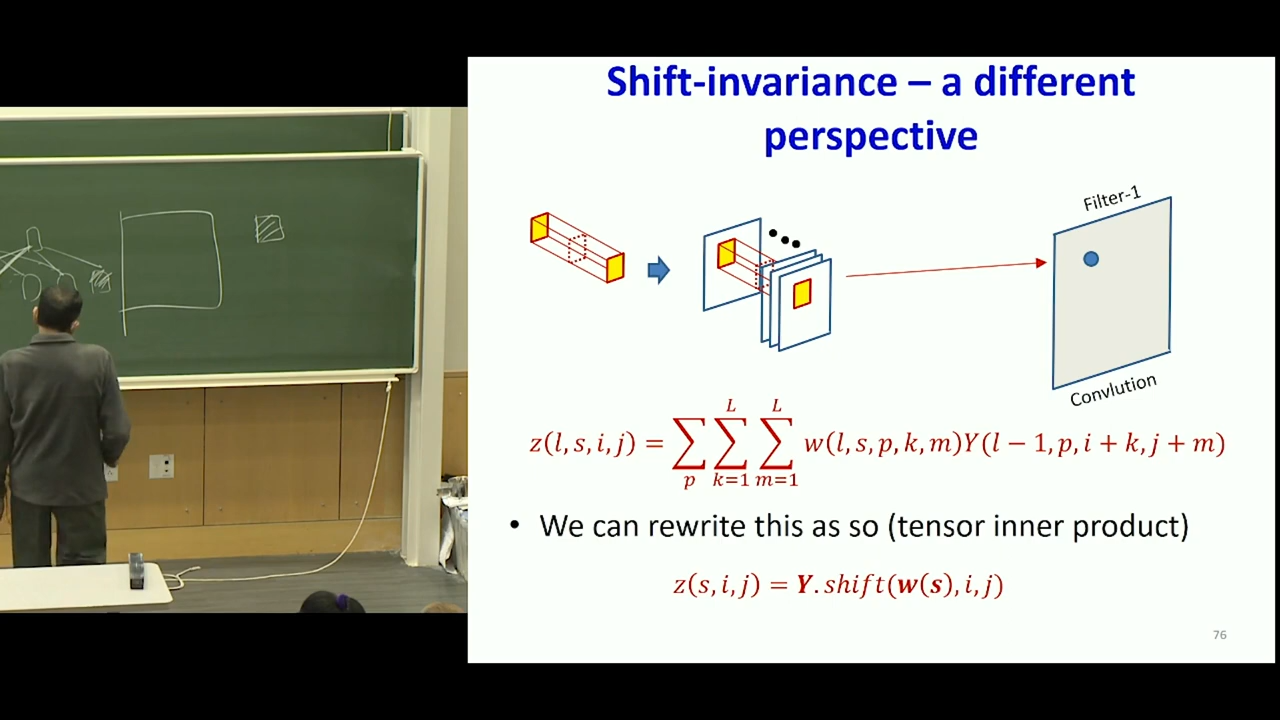 Shift-invariance – a different
perspective
Filter-1
Convlution
z(l, s, i, j) = ∑_p ∑_{k=1}^{L} ∑_{m=1}^{L} w(l, s, p, k, m)Y(l − 1, p, i + k, j + m)
• We can rewrite this as so (tensor inner product)
z(s, i, j) = Y.shift(w(s), i, j)
76